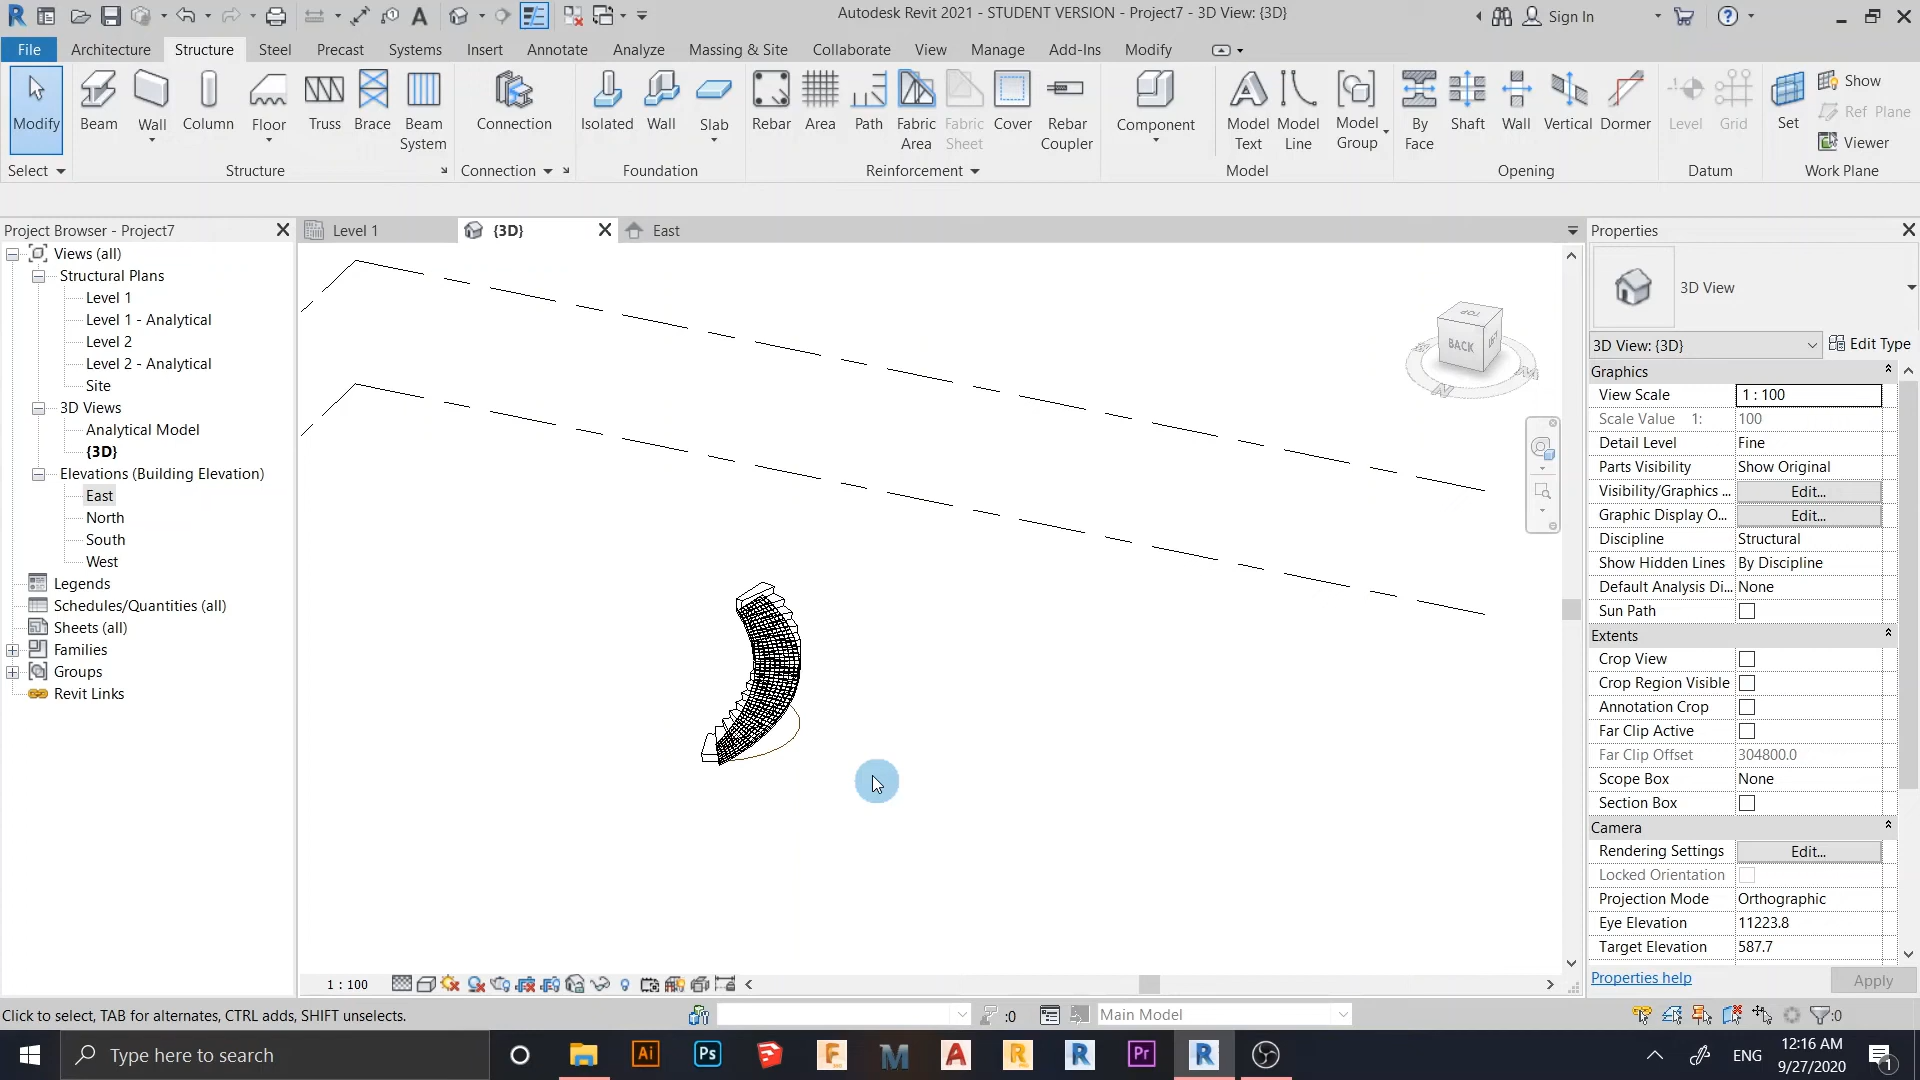 Autodesk Revit 2021 - STUDENT VERSION - Project7 - 3D View: {3D}
Sign In
File Architecture Structure Steel Precast Systems Insert Annotate Analyze Massing & Site Collaborate View Manage Add-Ins Modify
Modify
Beam
Wall
Column
Floor
Truss
Brace
Beam
System
Connection
Isolated
Wall
Slab
Rebar
Area
Path
Fabric
Area
Fabric
Sheet
Cover
Rebar
Coupler
Component
Model
Text
Model
Line
Model
Group
By
Face
Shaft
Wall
Vertical
Dormer
Level
Grid
Set
Show
Ref Plane
Viewer
Select
Structure
Connection
Foundation
Reinforcement
Model
Opening
Datum
Work Plane
Project Browser - Project7
Views (all)
Structural Plans
Level 1
Level 1 - Analytical
Level 2
Level 2 - Analytical
Site
3D Views
Analytical Model
{3D}
Elevations (Building Elevation)
East
North
South
West
Legends
Schedules/Quantities (all)
Sheets (all)
Families
Groups
Revit Links
Level 1
{3D}
East
TOP
BACK
1 : 100
Properties
3D View
3D View: {3D}
Edit Type
Graphics
View Scale 1 : 100
Scale Value 1: 100
Detail Level Fine
Parts Visibility Show Original
Visibility/Graphics ... Edit...
Graphic Display O... Edit...
Discipline Structural
Show Hidden Lines By Discipline
Default Analysis Di... None
Sun Path
Extents
Crop View
Crop Region Visible
Annotation Crop
Far Clip Active
Far Clip Offset 304800.0
Scope Box None
Section Box
Camera
Rendering Settings Edit...
Locked Orientation
Projection Mode Orthographic
Eye Elevation 11223.8
Target Elevation 587.7
Properties help
Apply
Click to select, TAB for alternates, CTRL adds, SHIFT unselects.
:0
Main Model
:0
Type here to search
Ai
Ps
Pr
ENG
12:16 AM
9/27/2020
1